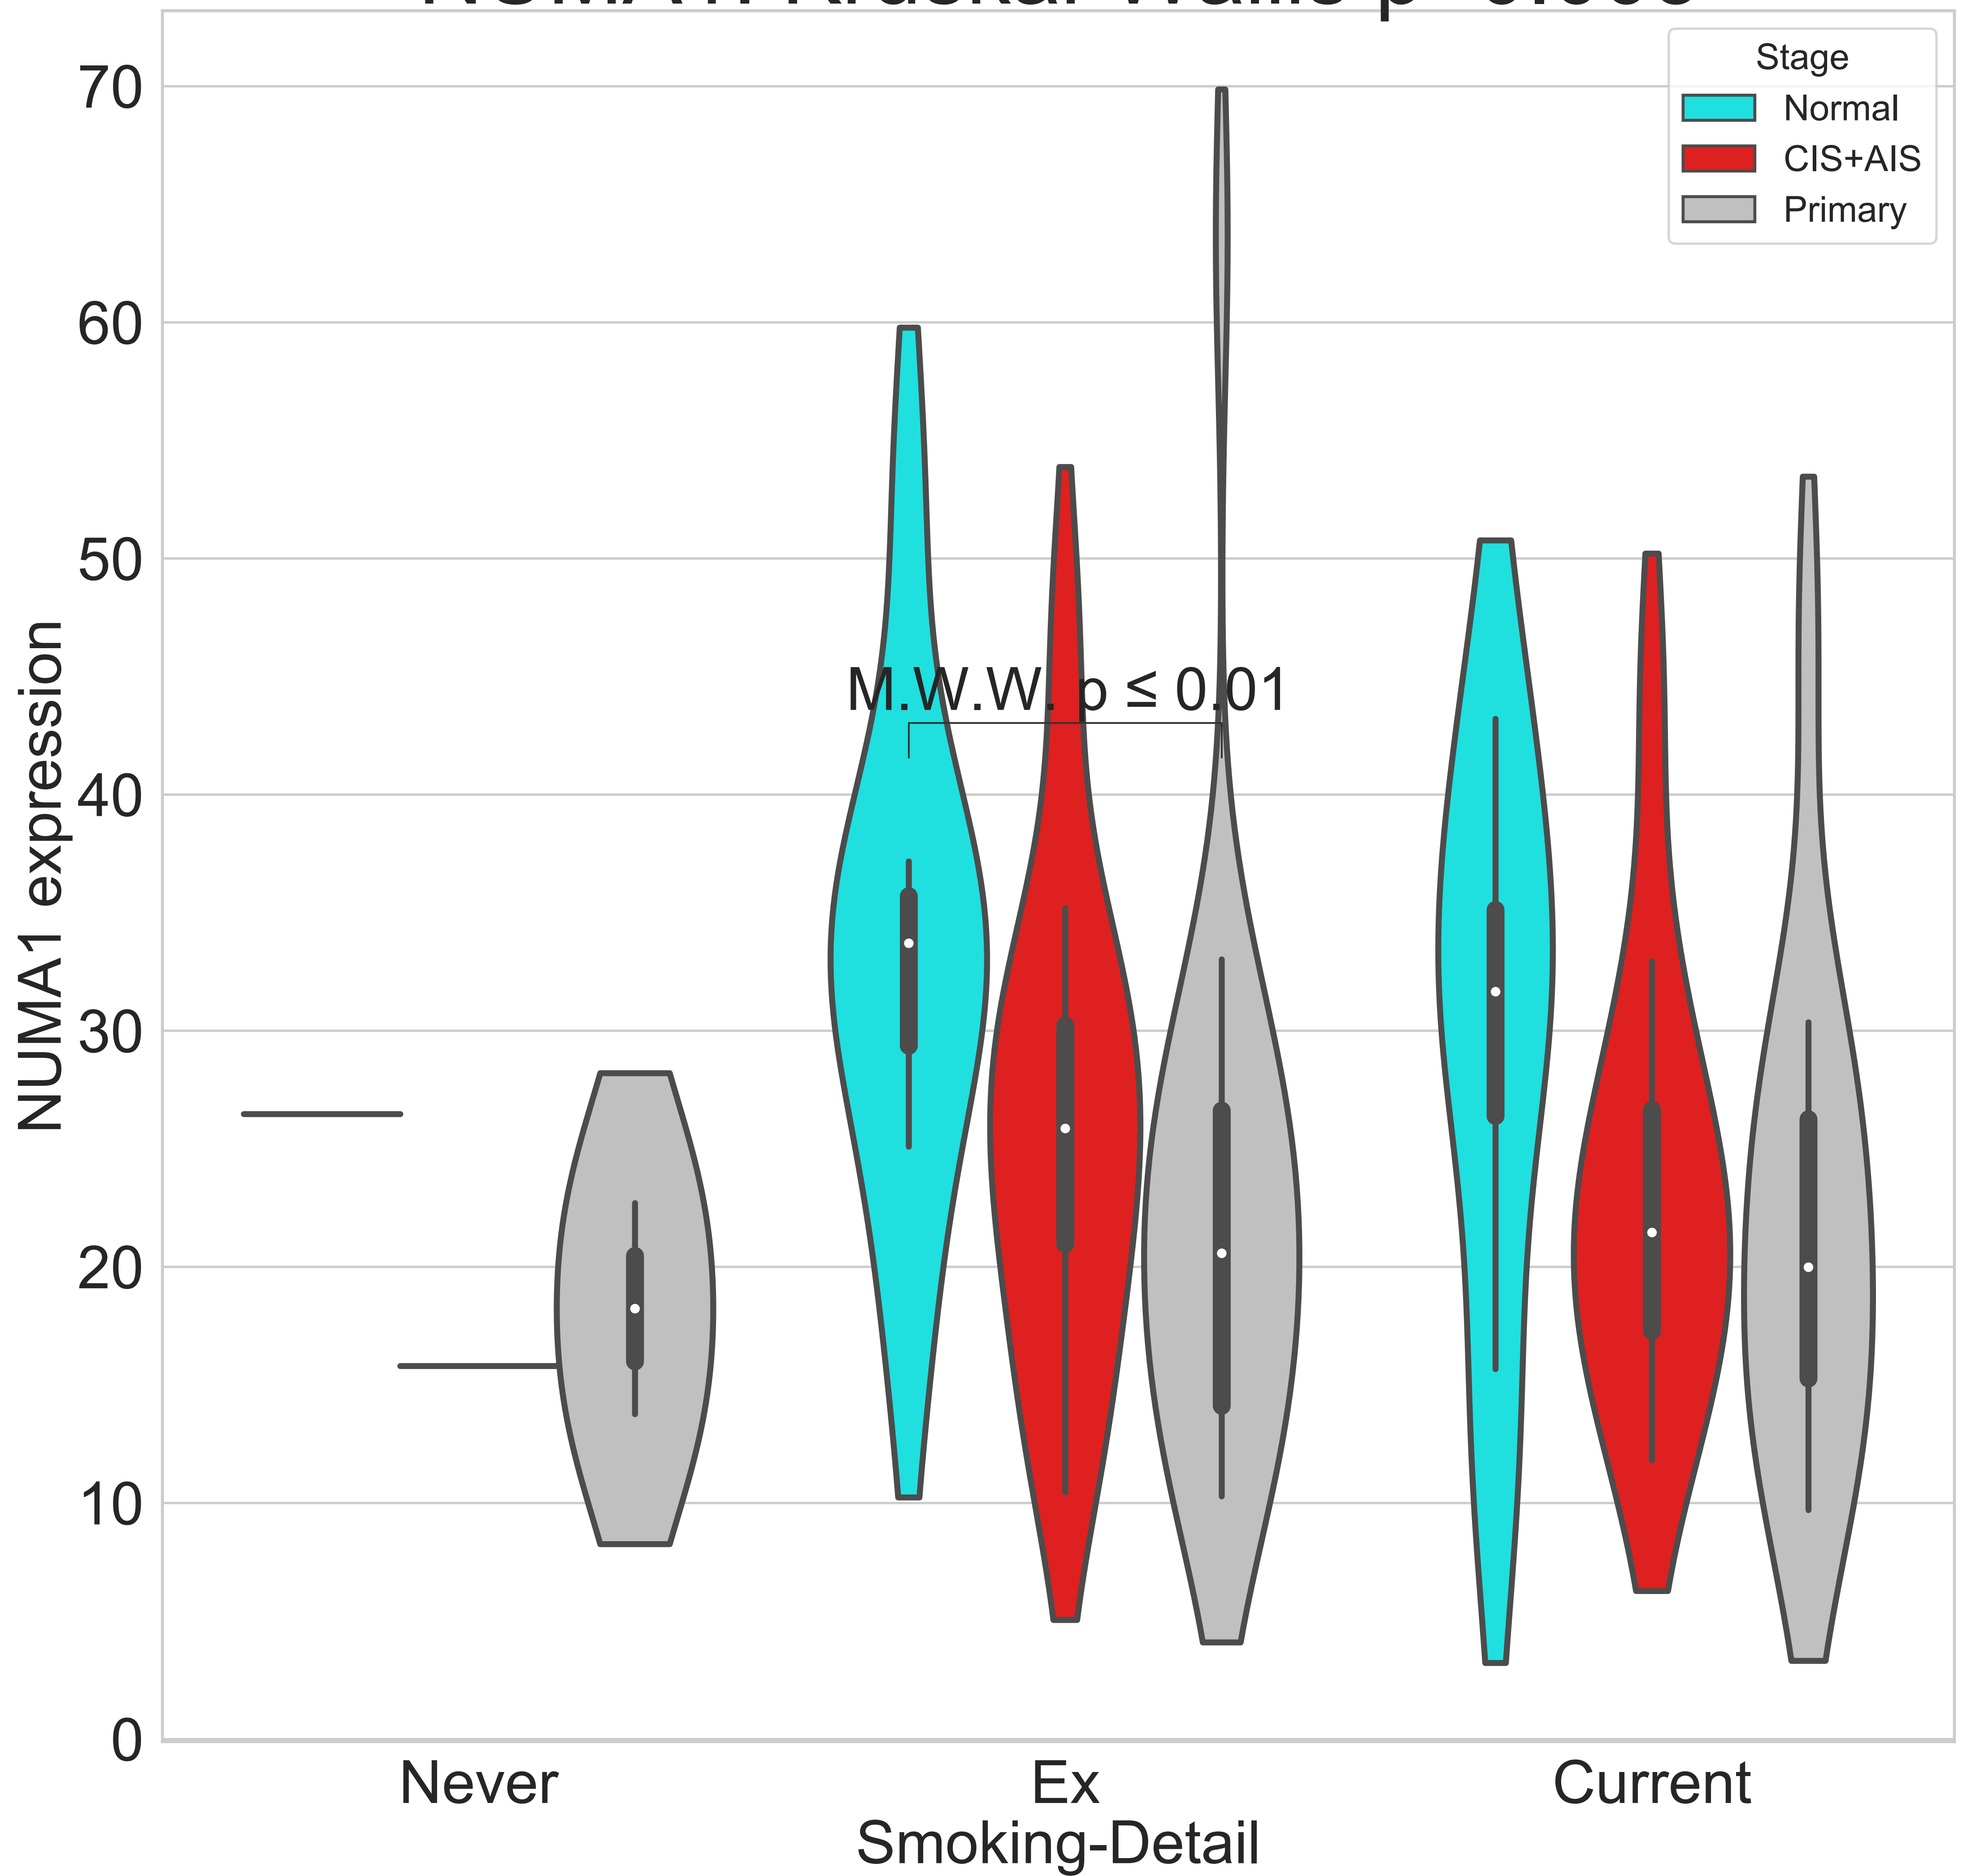 70
60
50
40
30
20
10
0
NUMA1 expression
Stage
Normal
CIS+AIS
Primary
M.W.W. p ≤ 0.01
Never
Ex
Current
Smoking-Detail